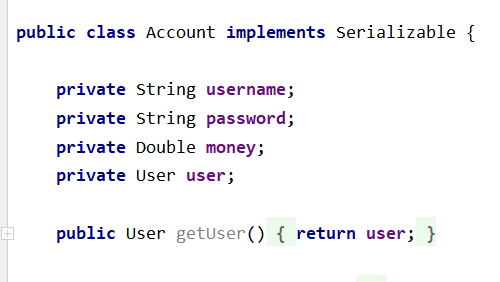 public class Account implements Serializable {
private String username;
private String password;
private Double money;
private User user;
public User getUser() { return user; }